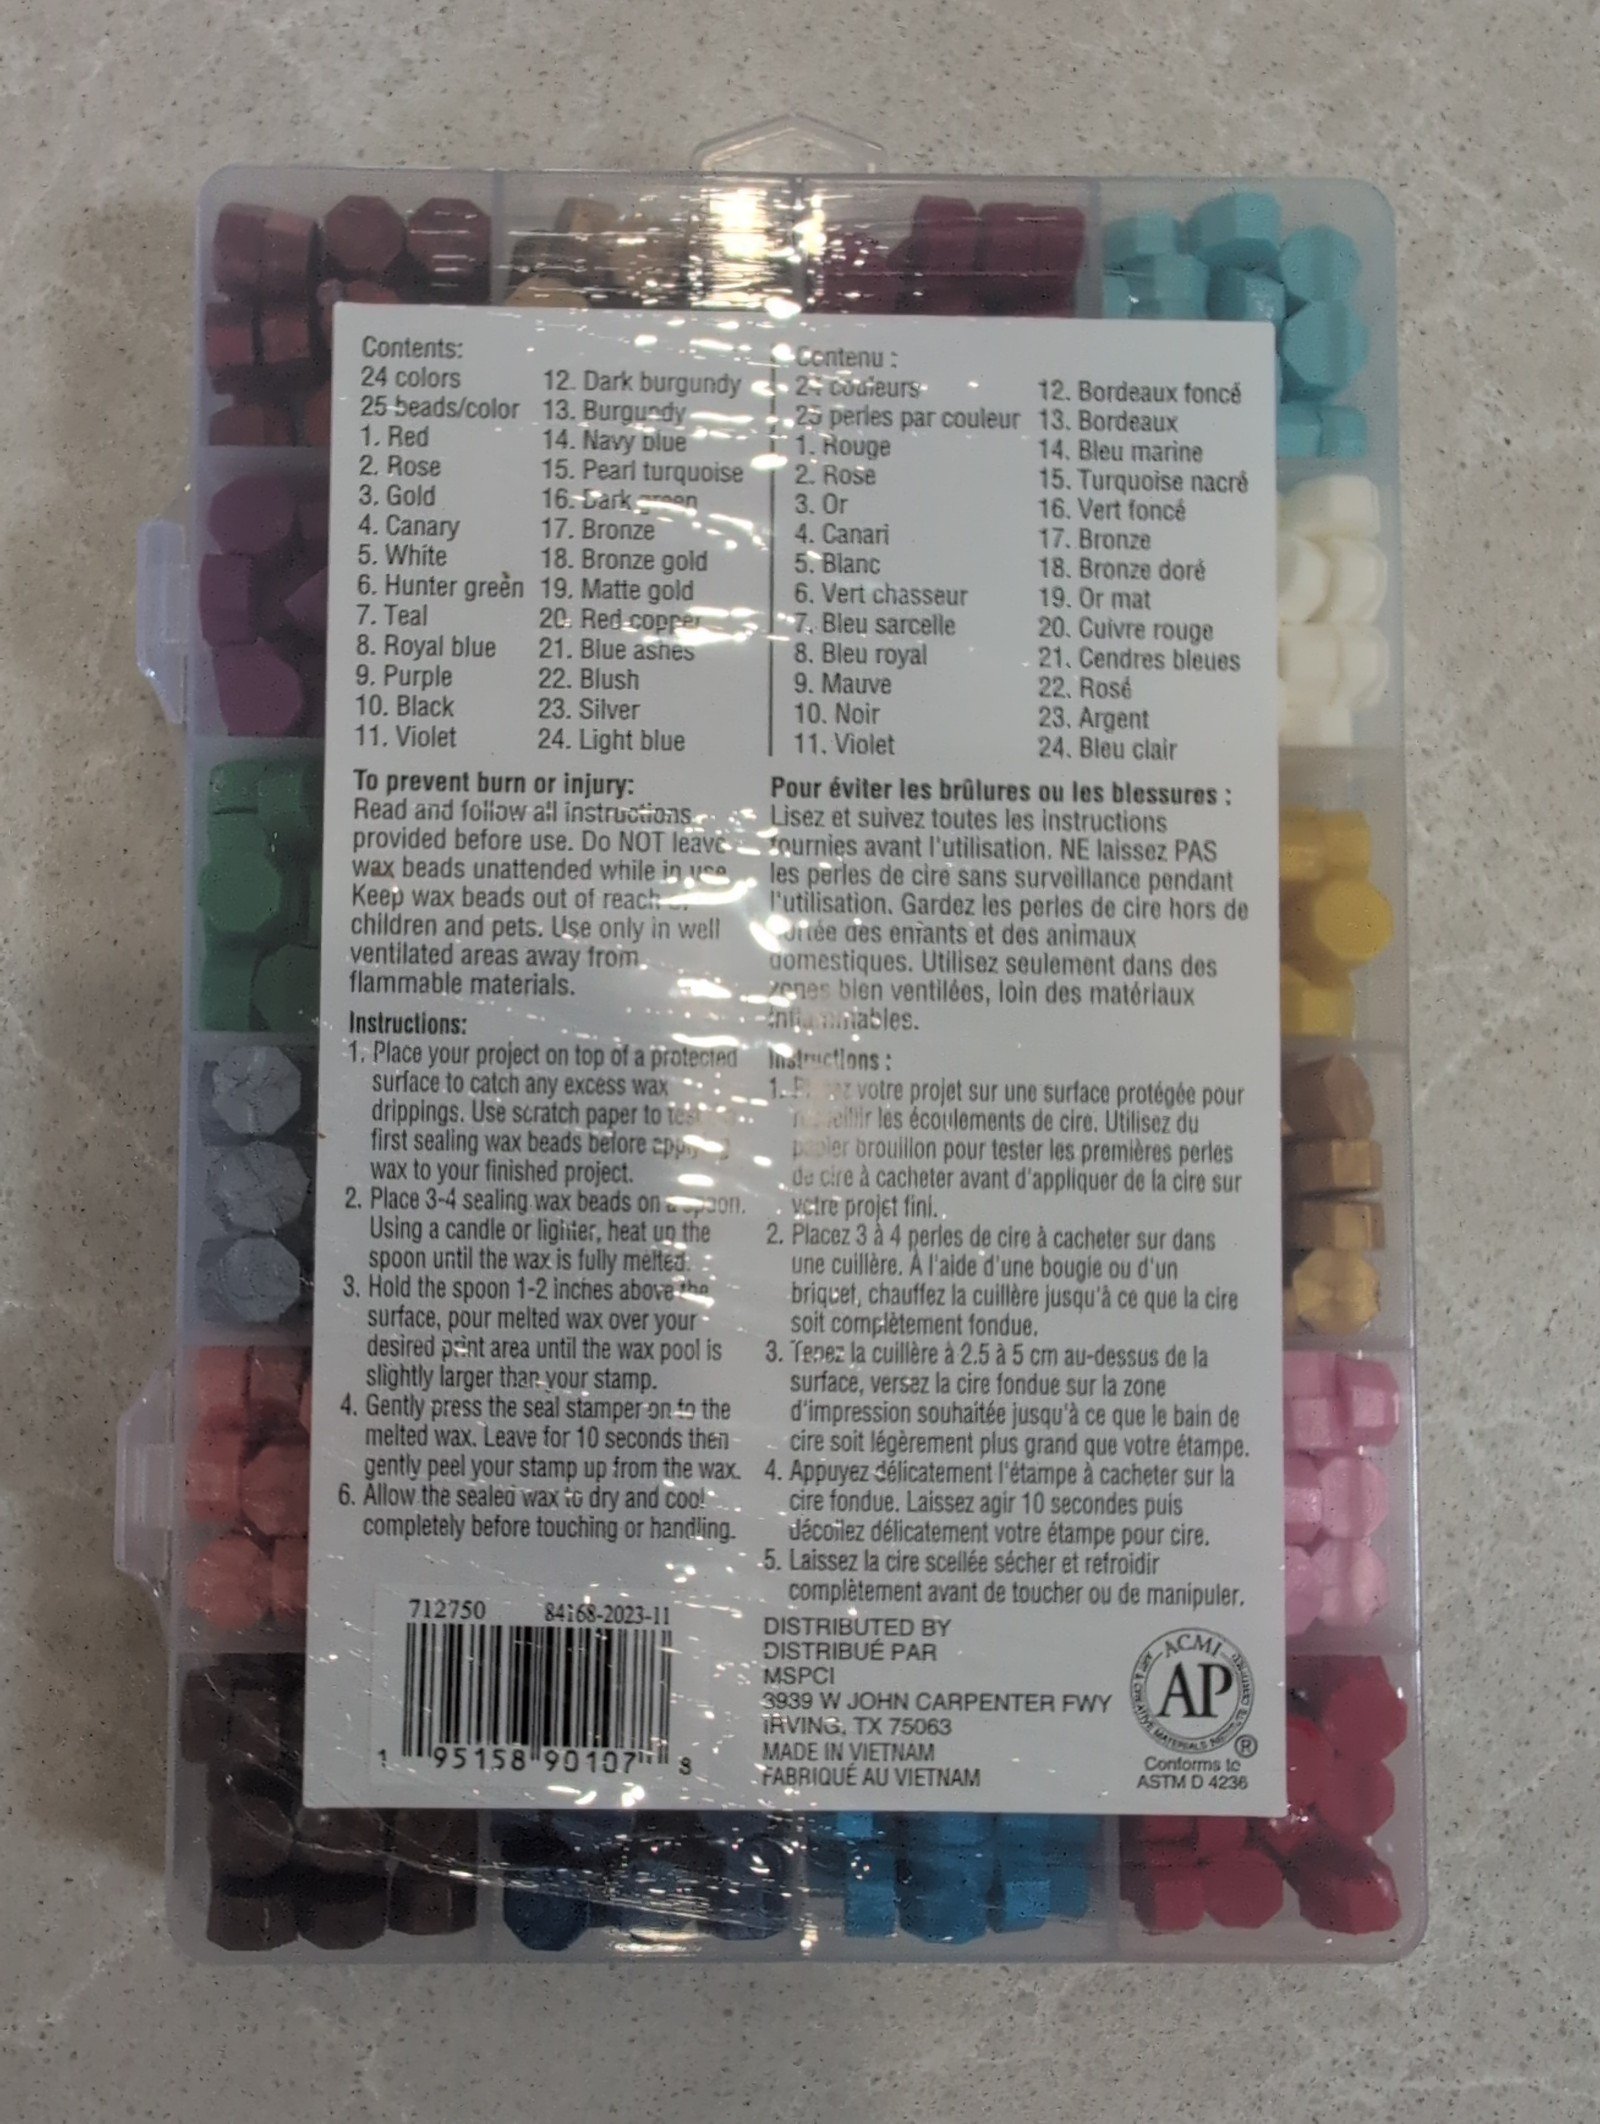 Contents:
24 colors
25 beads/color
1. Red
2. Rose
3. Gold
4. Canary
5. White
6. Hunter green
7. Teal
8. Royal blue
9. Purple
10. Black
11. Violet
12. Dark burgundy
13. Burgundy
14. Navy blue
15. Pearl turquoise
16. Dark green
17. Bronze
18. Bronze gold
19. Matte gold
20. Red copper
21. Blue ashes
22. Blush
23. Silver
24. Light blue
To prevent burn or injury:
Read and follow all instructions
provided before use. Do NOT leave
wax beads unattended while in use
Keep wax beads out of reach
children and pets. Use only in well
ventilated areas away from
flammable materials.
Instructions:
1. Place your project on top of a protected
surface to catch any excess wax
drippings. Use scratch paper to test
first sealing wax beads before applying
wax to your finished project.
2. Place 3-4 sealing wax beads on a spoon.
Using a candle or lighter, heat up the
spoon until the wax is fully melted.
3. Hold the spoon 1-2 inches above the
surface, pour melted wax over your
desired print area until the wax pool is
slightly larger than your stamp.
4. Gently press the seal stamper on to the
melted wax. Leave for 10 seconds then
gently peel your stamp up from the wax.
6. Allow the sealed wax to dry and cool
completely before touching or handling.
712750 84168-2023-11
1 95158 90107 8
Contenu :
24 couleurs
25 perles par couleur
1. Rouge
2. Rose
3. Or
4. Canari
5. Blanc
6. Vert chasseur
7. Bleu sarcelle
8. Bleu royal
9. Mauve
10. Noir
11. Violet
12. Bordeaux foncé
13. Bordeaux
14. Bleu marine
15. Turquoise nacré
16. Vert foncé
17. Bronze
18. Bronze doré
19. Or mat
20. Cuivre rouge
21. Cendres bleues
22. Rosé
23. Argent
24. Bleu clair
Pour éviter les brûlures ou les blessures :
Lisez et suivez toutes les instructions
fournies avant l'utilisation. NE laissez PAS
les perles de cire sans surveillance pendant
l'utilisation. Gardez les perles de cire hors de
portée des enfants et des animaux
domestiques. Utilisez seulement dans des
zones bien ventilées, loin des matériaux
inflammables.
Instructions :
1. votre projet sur une surface protégée pour
recueillir les écoulements de cire. Utilisez du
papier brouillon pour tester les premières perles
de cire à cacheter avant d'appliquer de la cire sur
votre projet fini.
2. Placez 3 à 4 perles de cire à cacheter sur dans
une cuillère. À l'aide d'une bougie ou d'un
briquet, chauffez la cuillère jusqu'à ce que la cire
soit complètement fondue.
3. Tenez la cuillère à 2.5 à 5 cm au-dessus de la
surface, versez la cire fondue sur la zone
d'impression souhaitée jusqu'à ce que le bain de
cire soit légèrement plus grand que votre étampe.
4. Appuyez délicatement l'étampe à cacheter sur la
cire fondue. Laissez agir 10 secondes puis
décollez délicatement votre étampe pour cire.
5. Laissez la cire scellée sécher et refroidir
complètement avant de toucher ou de manipuler.
DISTRIBUTED BY
DISTRIBUÉ PAR
MSPCI
3939 W JOHN CARPENTER FWY
IRVING, TX 75063
MADE IN VIETNAM
FABRIQUÉ AU VIETNAM
ACMI
AP
ART & CREATIVE MATERIALS INSTITUTE CERTIFIED
®
Conforms to
ASTM D 4236